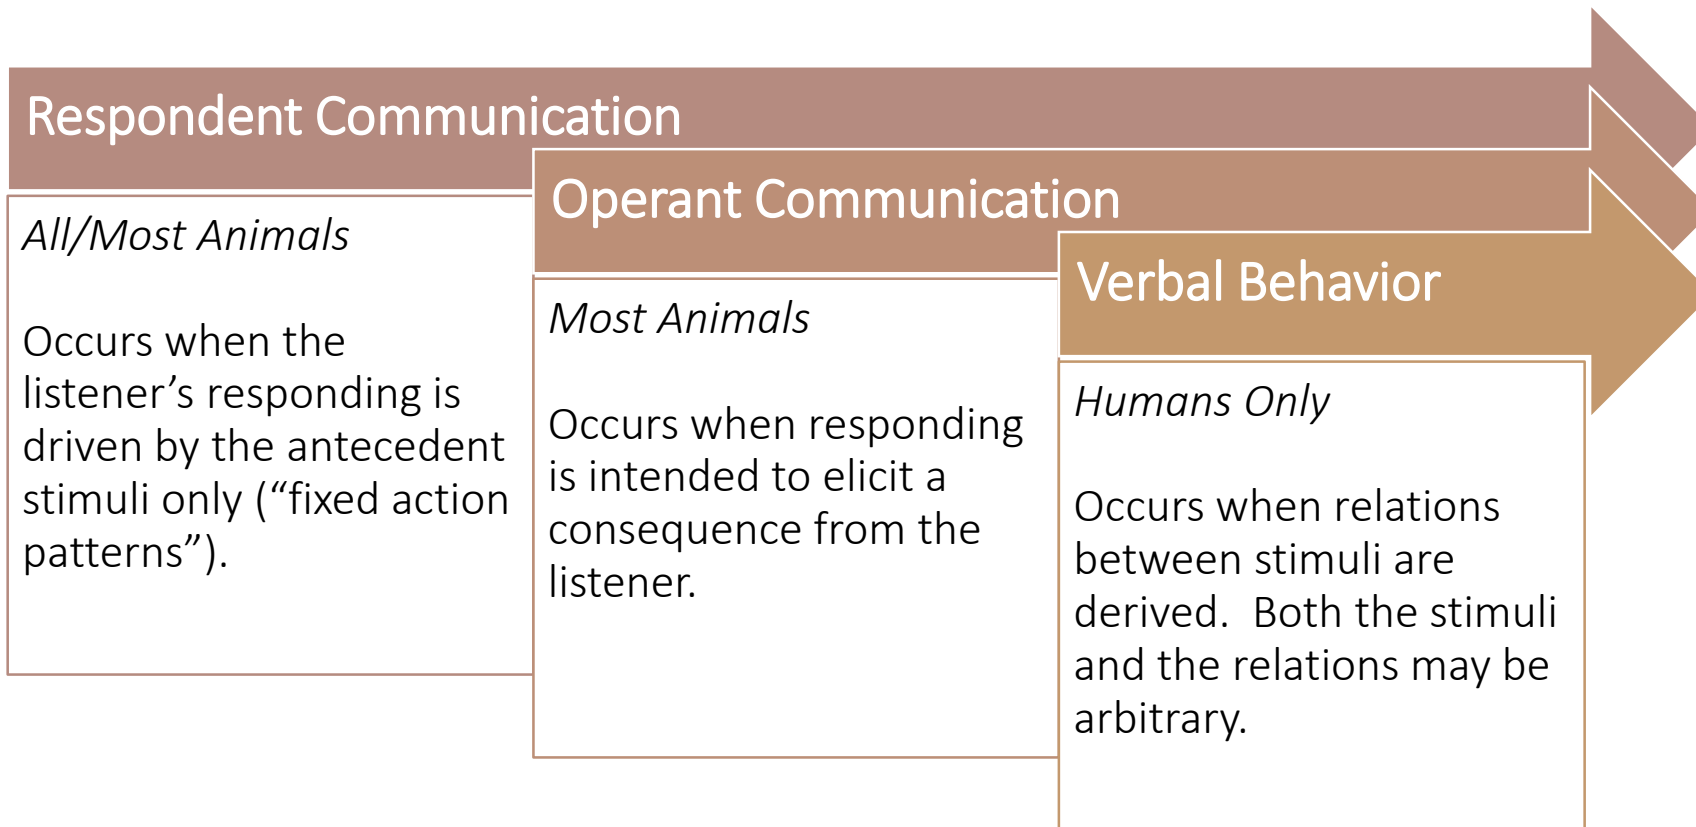 Respondent Communication
All/Most Animals
Occurs when the
listener’s responding is
driven by the antecedent
stimuli only (“fixed action
patterns”).
Operant Communication
Most Animals
Occurs when responding
is intended to elicit a
consequence from the
listener.
Verbal Behavior
Humans Only
Occurs when relations
between stimuli are
derived.  Both the stimuli
and the relations may be
arbitrary.